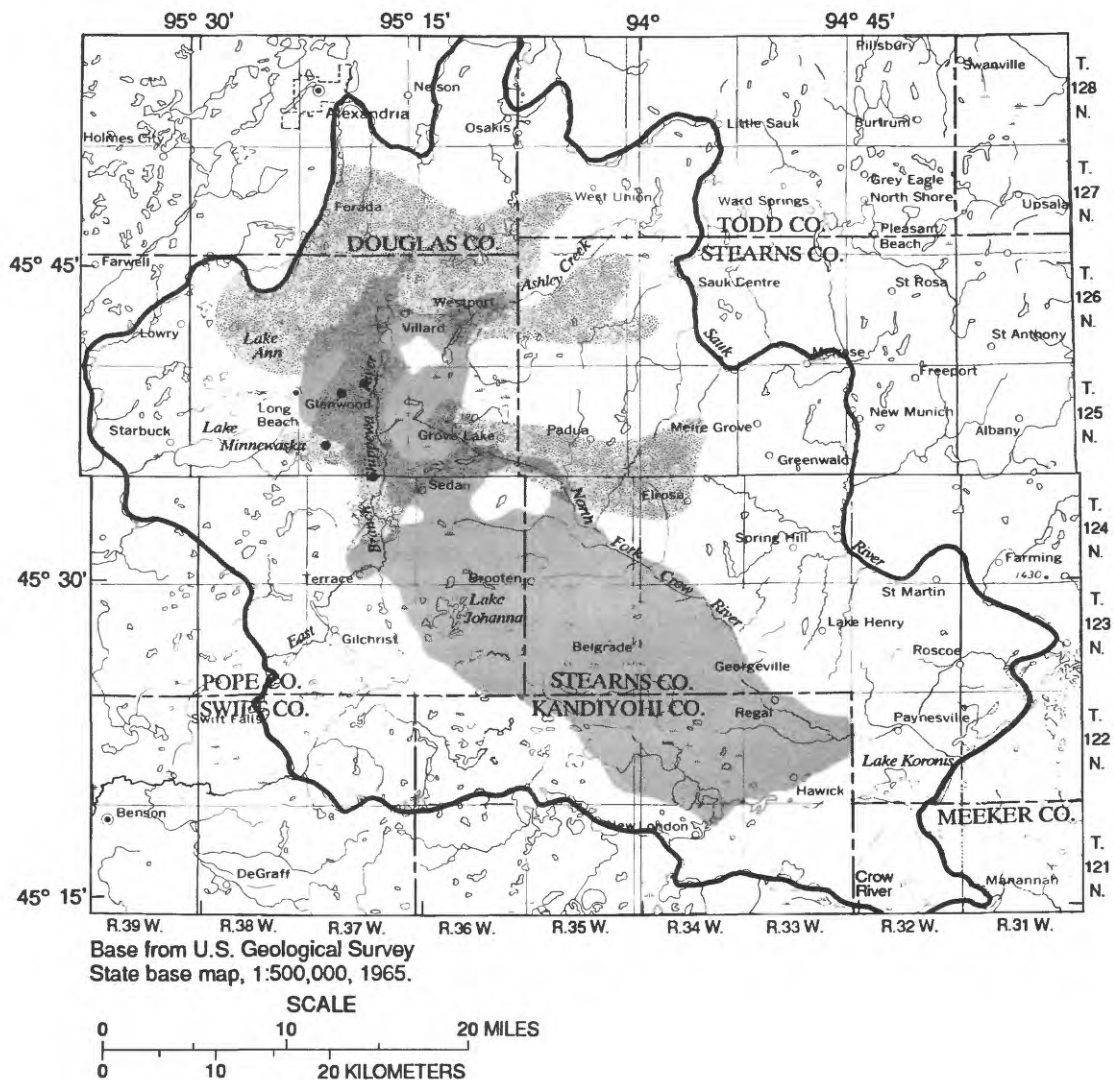 95° 30' 95° 15' 94° 94° 45'
Rillsbury
Swanville
T.
128
N.
Nelson
Alexandria
Osakis
Little Sauk
Burtrum
Holmes City
T.
127
N.
Grey Eagle
West Union
Ward Springs
North Shore
Upsala
Forada
TODD CO.
Pleasant
Beach
DOUGLAS CO.
STEARNS CO.
45° 45'
Farwell
Ashley Creek
Sauk Centre
St Rosa
T.
126
N.
Westport
Villard
Lowry
Lake
Ann
Sauk
St Anthony
Melrose
Freeport
Chippewa River
Glenwood
Long
Beach
T.
125
N.
Starbuck
Lake
Minnewaska
Grove Lake
Padua
Meire Grove
New Munich
Albany
Greenwald
Sedan
Elrosa
North
Branch
T.
124
N.
Spring Hill
Fork
River
Farming
1430
45° 30'
Terrace
Brooten
Crow
St Martin
Lake
Johanna
River
T.
123
N.
East
Gilchrist
Lake Henry
Belgrade
Roscoe
Georgeville
POPE CO.
STEARNS CO.
SWIFT CO.
KANDIYOHI CO.
Swift Falls
Regal
Paynesville
T.
122
N.
Lake Koronis
Hawick
Benson
MEEKER CO.
New London
T.
121
N.
DeGraff
Crow
River
Manannah
45° 15'
R.39 W. R.38 W. R.37 W. R.36 W. R.35 W. R.34 W. R.33 W. R.32 W. R.31 W.
Base from U.S. Geological Survey
State base map, 1:500,000, 1965.
SCALE
0 10 20 MILES
0 10 20 KILOMETERS